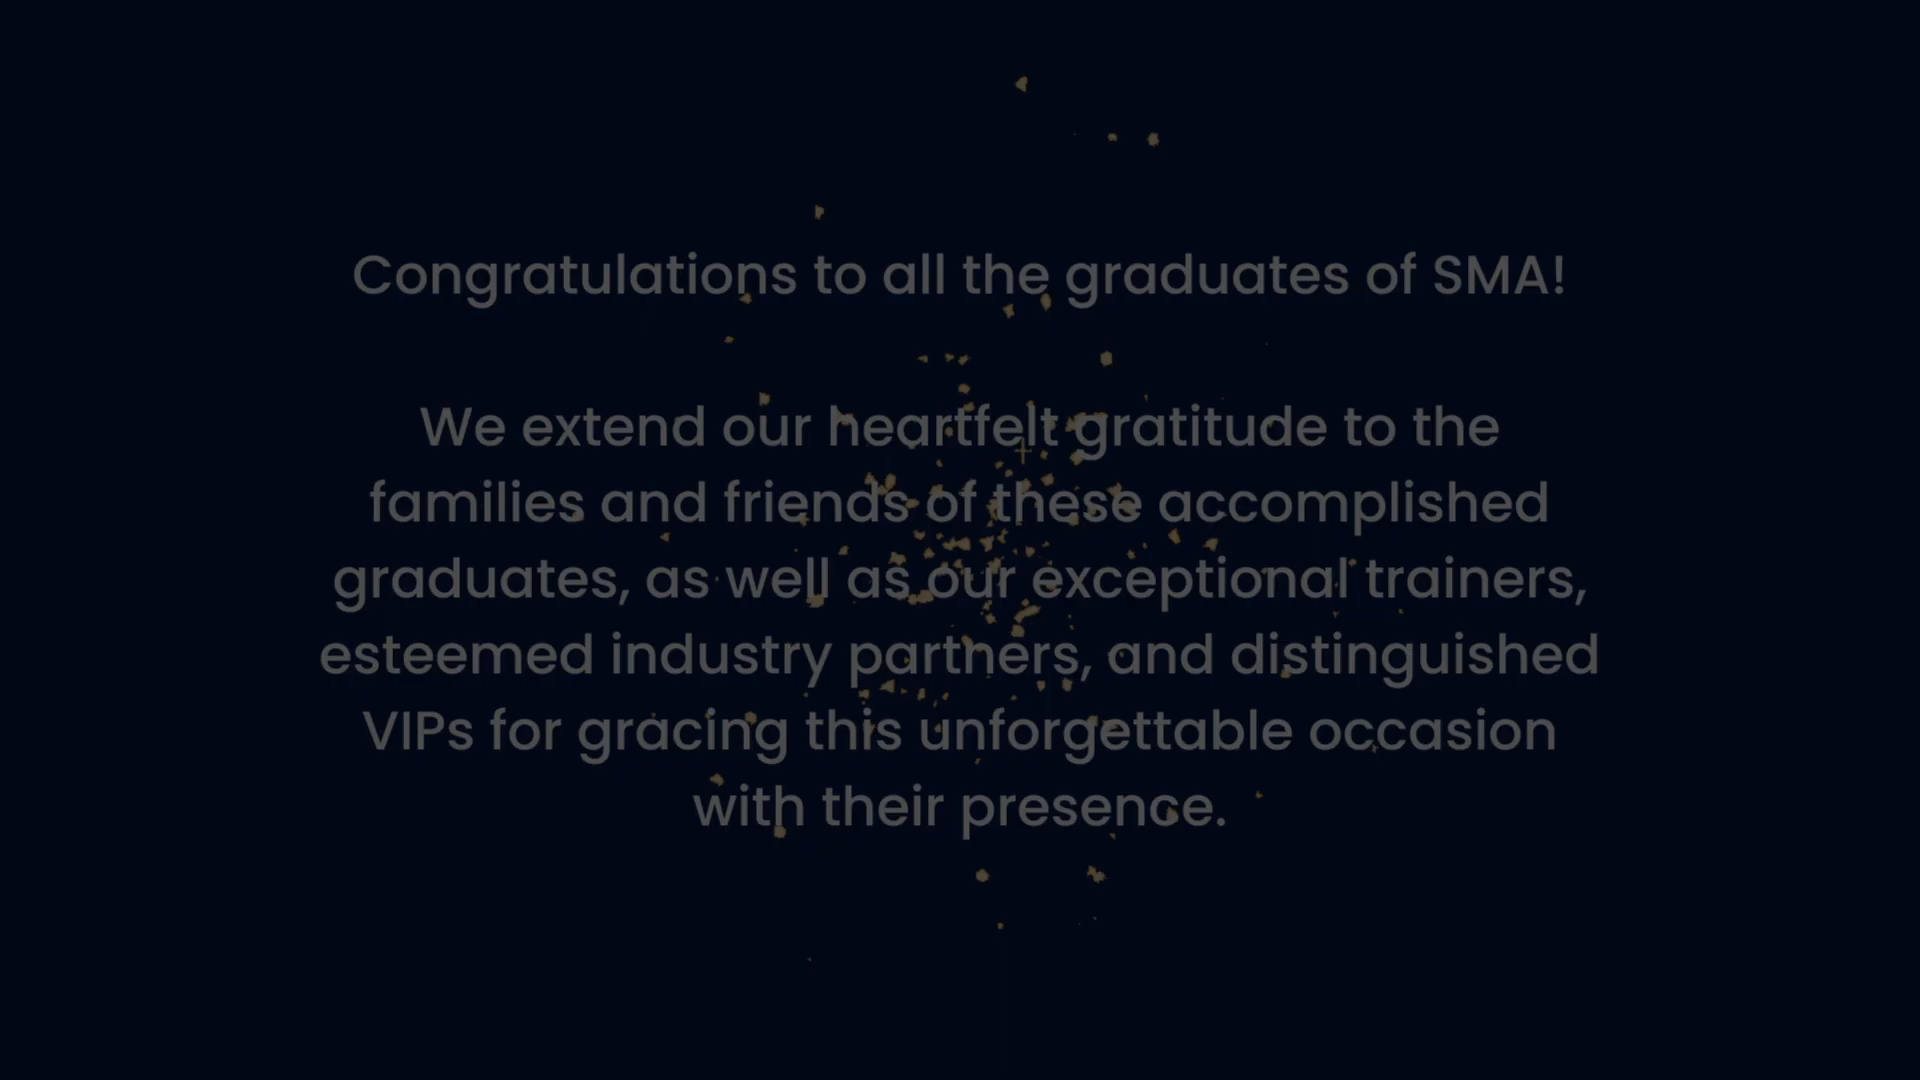 Congratulations to all the graduates of SMA!
We extend our heartfelt gratitude to the
families and friends of these accomplished
graduates, as well as our exceptional trainers,
esteemed industry partners, and distinguished
VIPs for gracing this unforgettable occasion
with their presence.